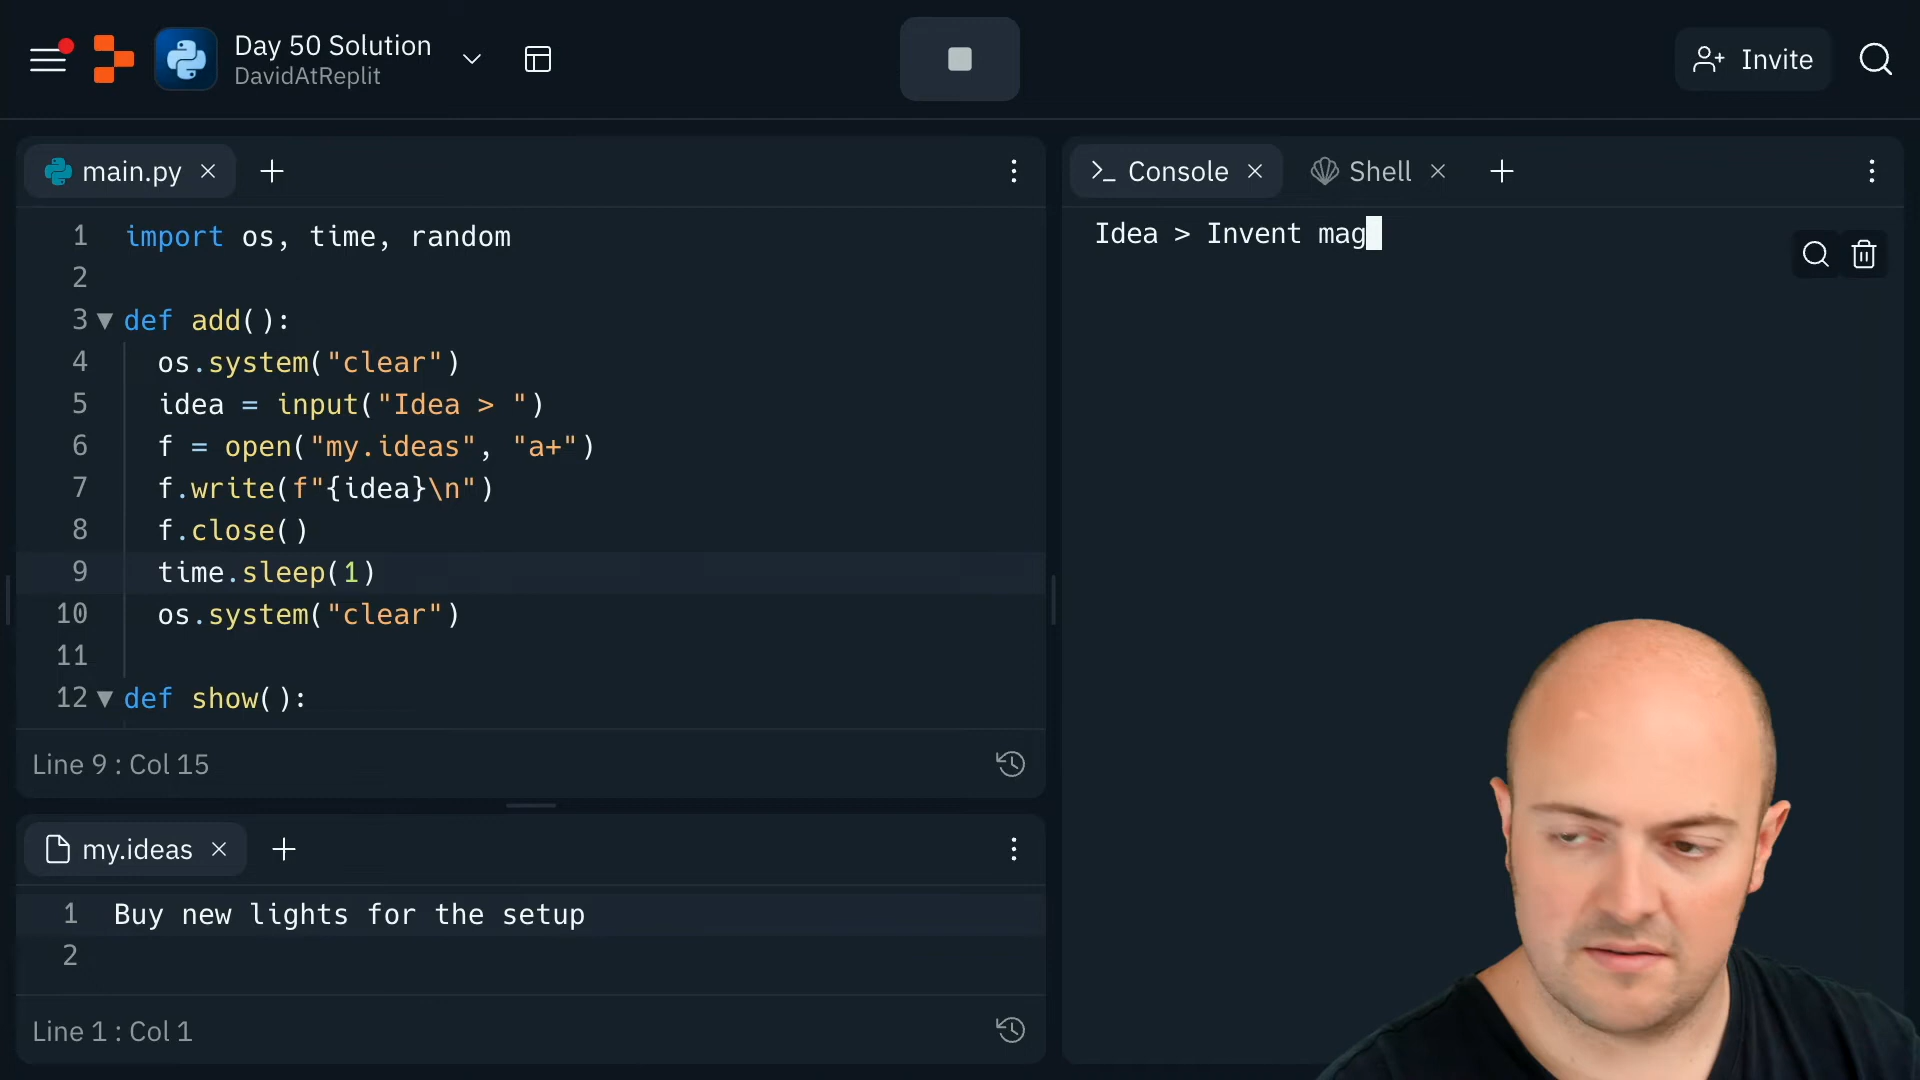 Day 50 Solution
DavidAtReplit
Invite
main.py
1 import os, time, random
2
3 def add():
4 os.system("clear")
5 idea = input("Idea > ")
6 f = open("my.ideas", "a+")
7 f.write(f"{idea}\n")
8 f.close()
9 time.sleep(1)
10 os.system("clear")
11
12 def show():
Line 9 : Col 15
my.ideas
1 Buy new lights for the setup
2
Line 1 : Col 1
Console
Shell
Idea > Invent mag